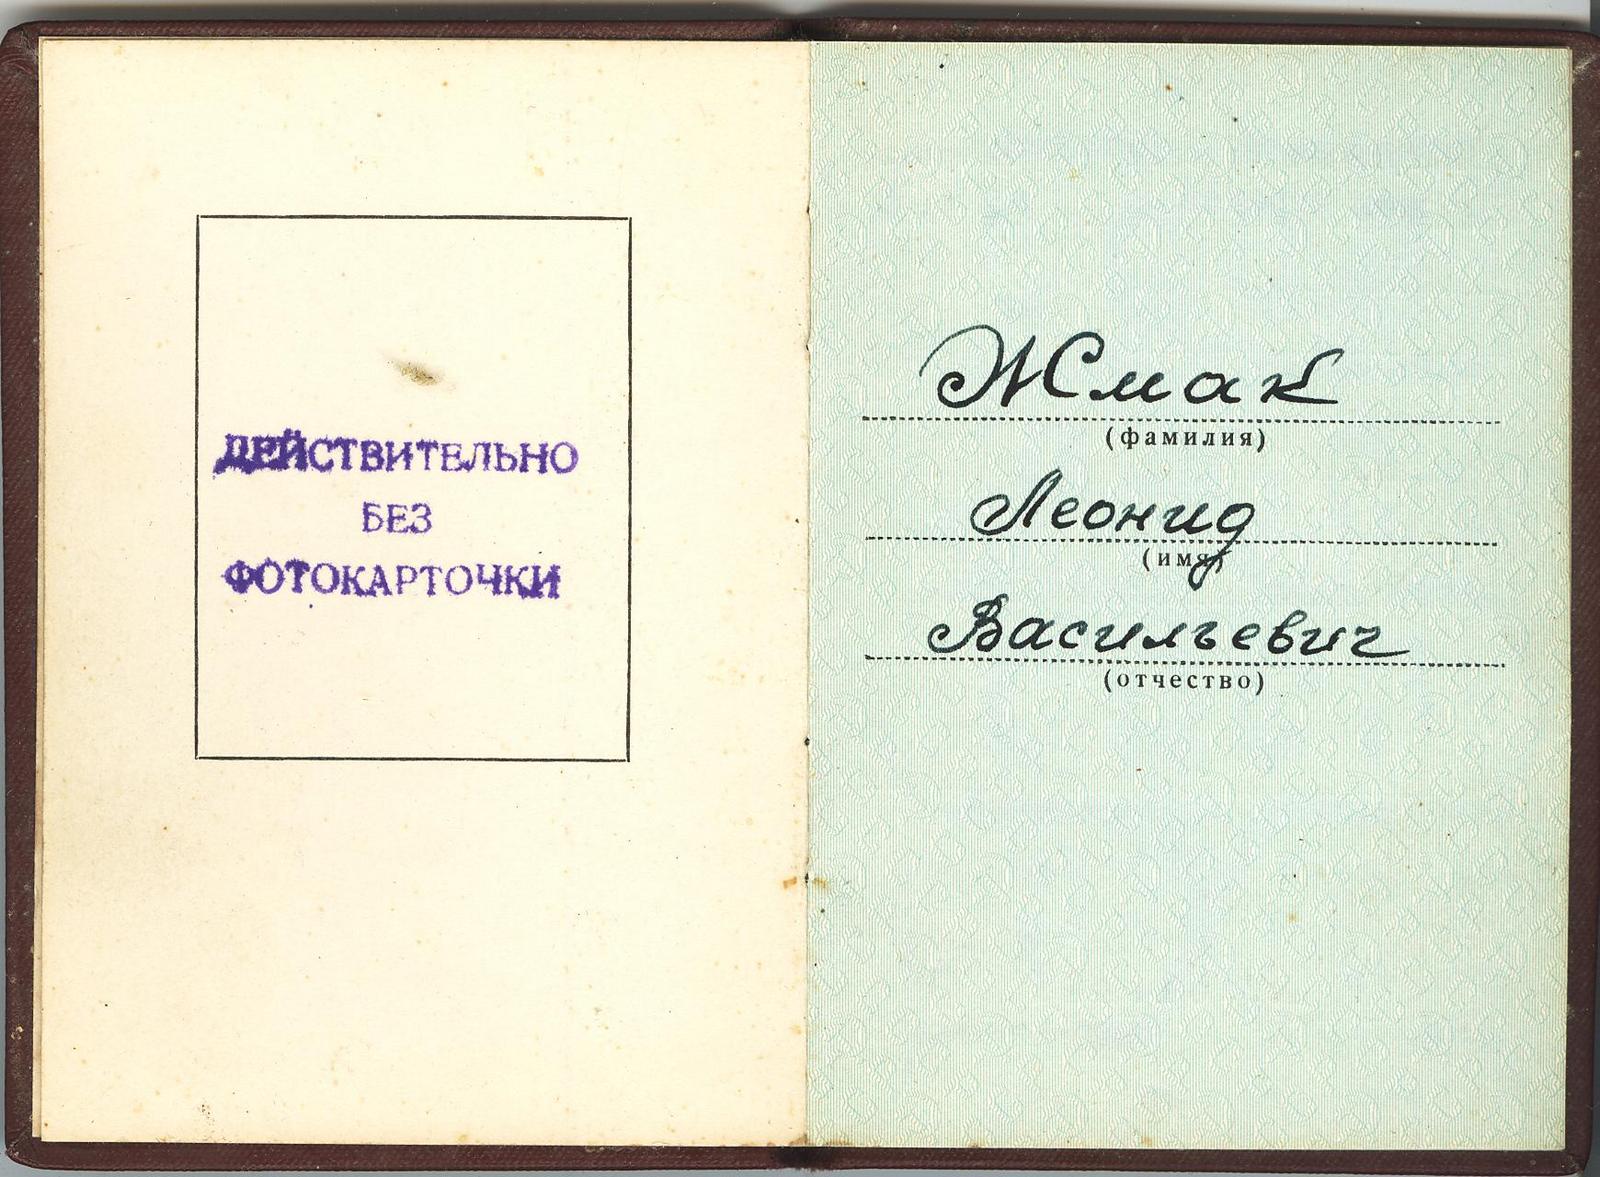 ДЕЙСТВИТЕЛЬНО
БЕЗ
ФОТОКАРТОЧКИ
Жмак
(фамилия)
Леонид
(имя)
Васильевич
(отчество)